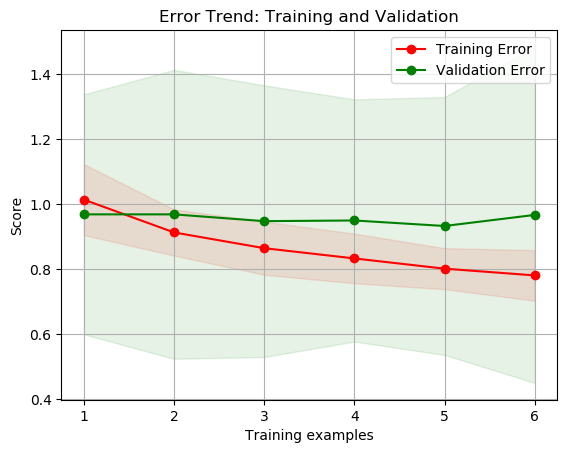 Error Trend: Training and Validation
Training Error
Validation Error
1.4
1.2
1.0
0.8
0.6
0.4
Score
1 2 3 4 5 6
Training examples